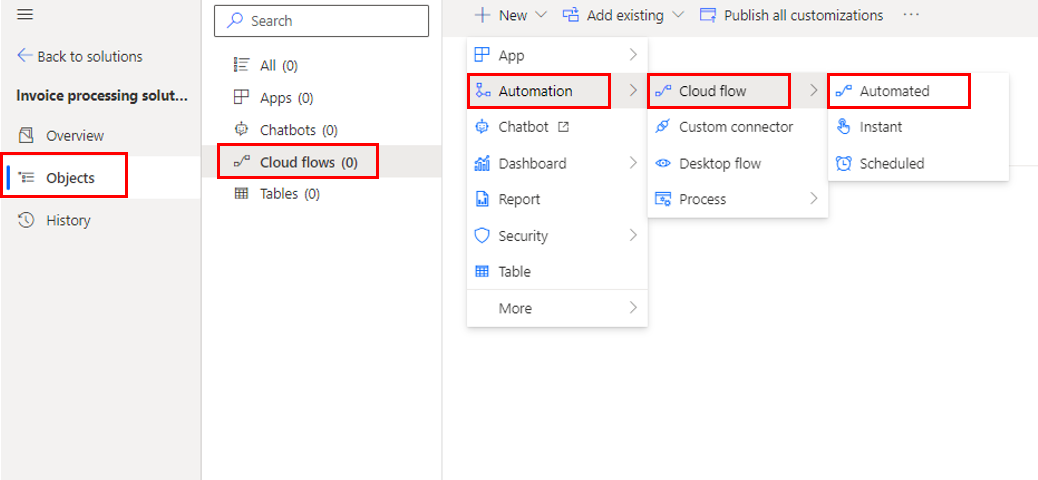 Back to solutions
Invoice processing solut...
Overview
Objects
History
Search
All (0)
Apps (0)
Chatbots (0)
Cloud flows (0)
Tables (0)
New
Add existing
Publish all customizations
...
App
Automation
Chatbot
Dashboard
Report
Security
Table
More
Cloud flow
Custom connector
Desktop flow
Process
Automated
Instant
Scheduled